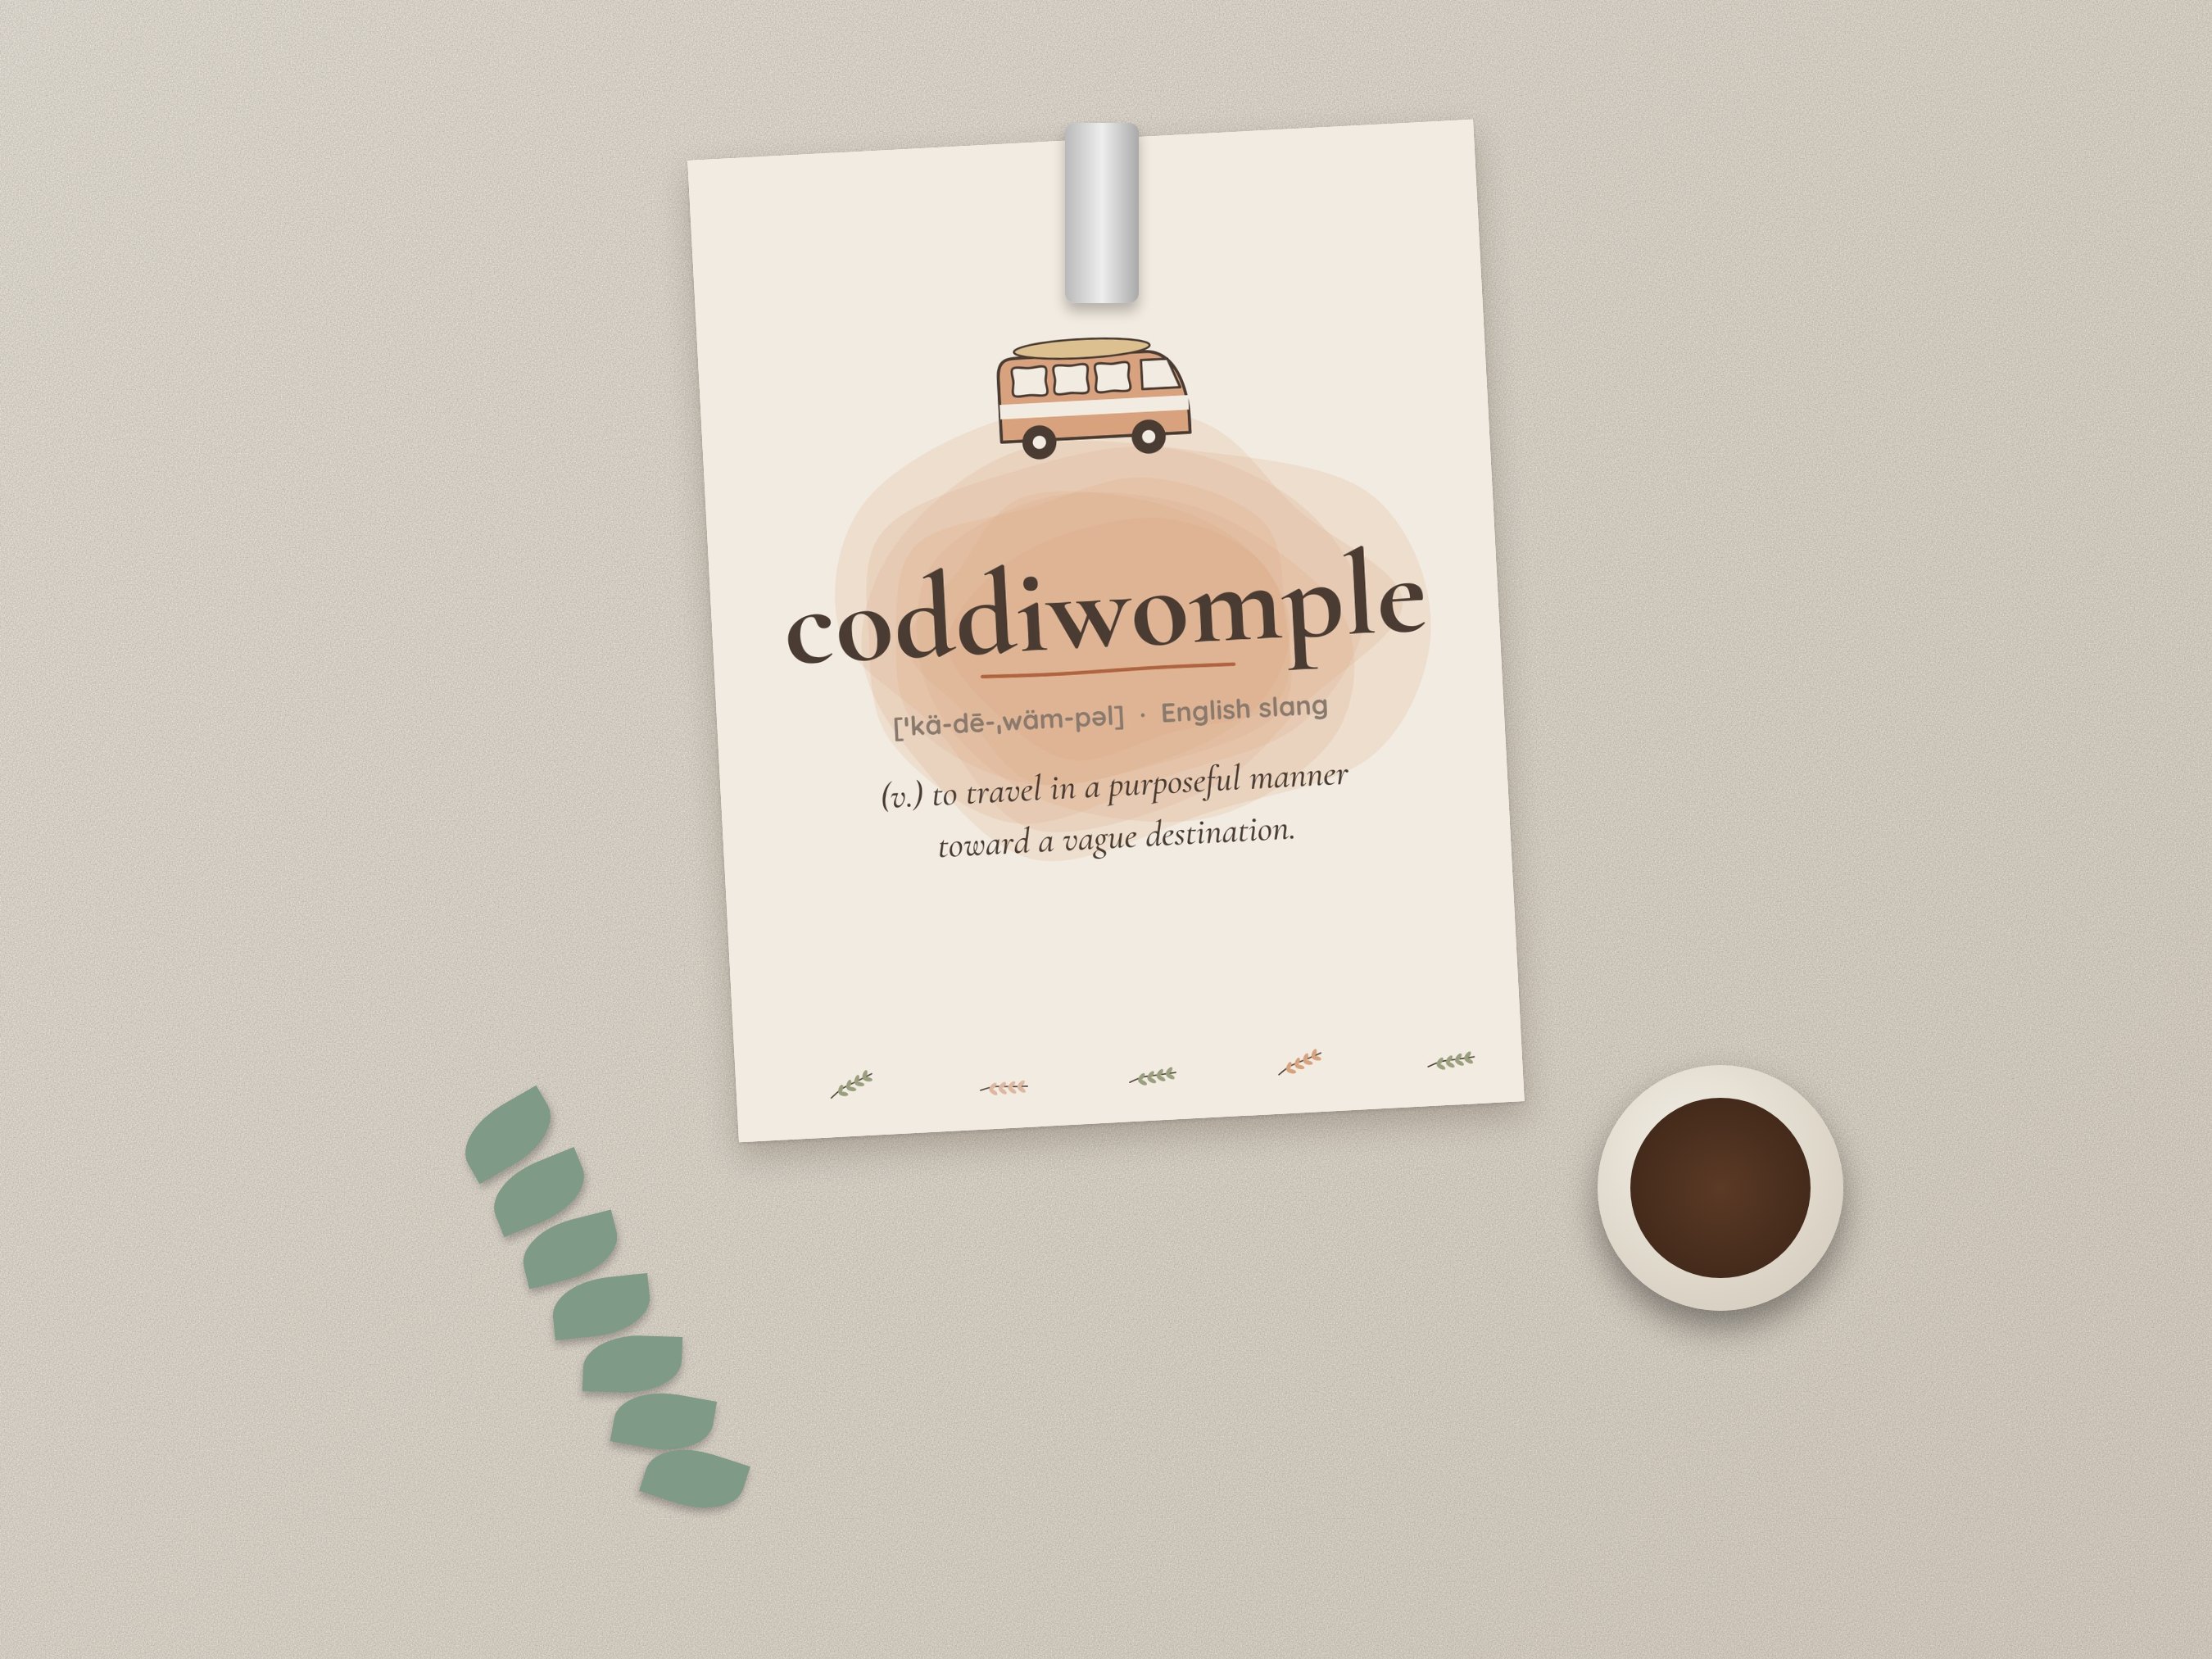 coddiwomple
[ˈkä-dē-ˌwäm-pəl] · English slang
(v.) to travel in a purposeful manner
toward a vague destination.